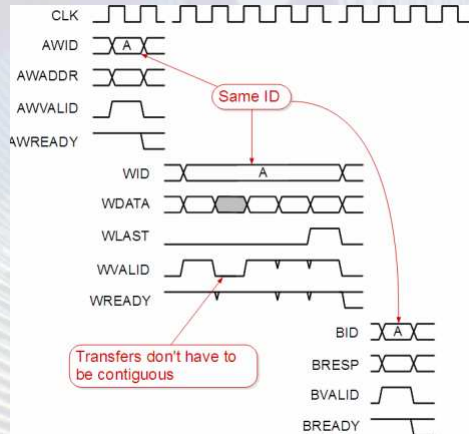 CLK
AWID
A
AWADDR
AWVALID
AWREADY
Same ID
WID
A
WDATA
WLAST
WVALID
WREADY
Transfers don't have to
be contiguous
BID
A
BRESP
BVALID
BREADY